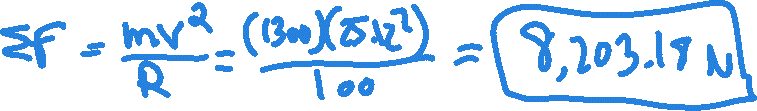 ΣF = mv²/R = (1300)(25.12²)/100 = 8,203.18 N